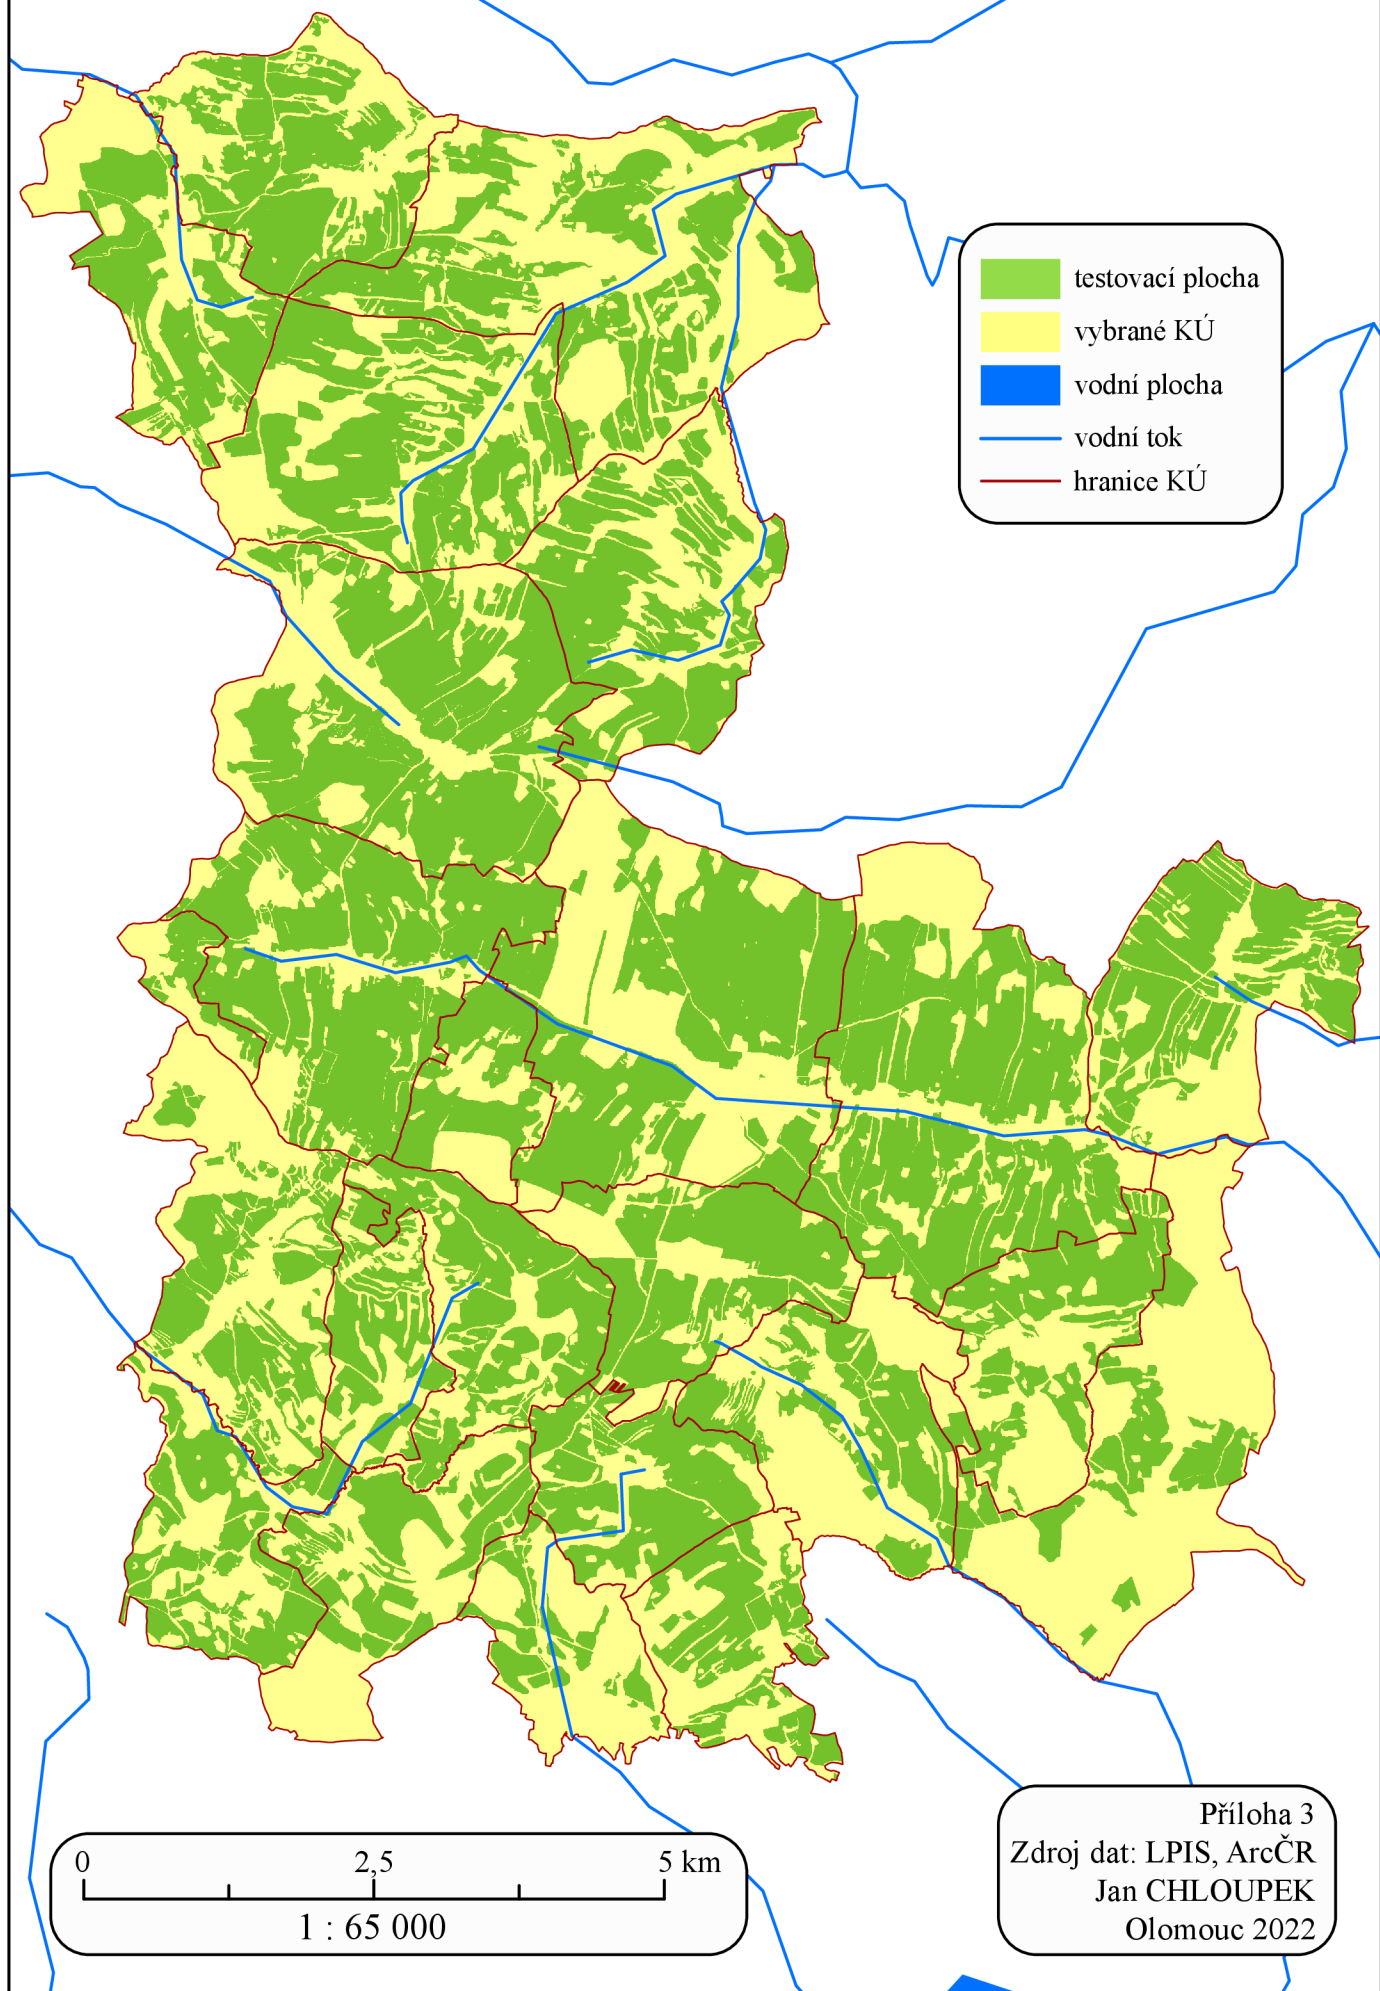 testovací plocha
vybrané KÚ
vodní plocha
vodní tok
hranice KÚ
Příloha 3
Zdroj dat: LPIS, ArcČR
Jan CHLOUPEK
Olomouc 2022
0 2,5 5 km
1 : 65 000